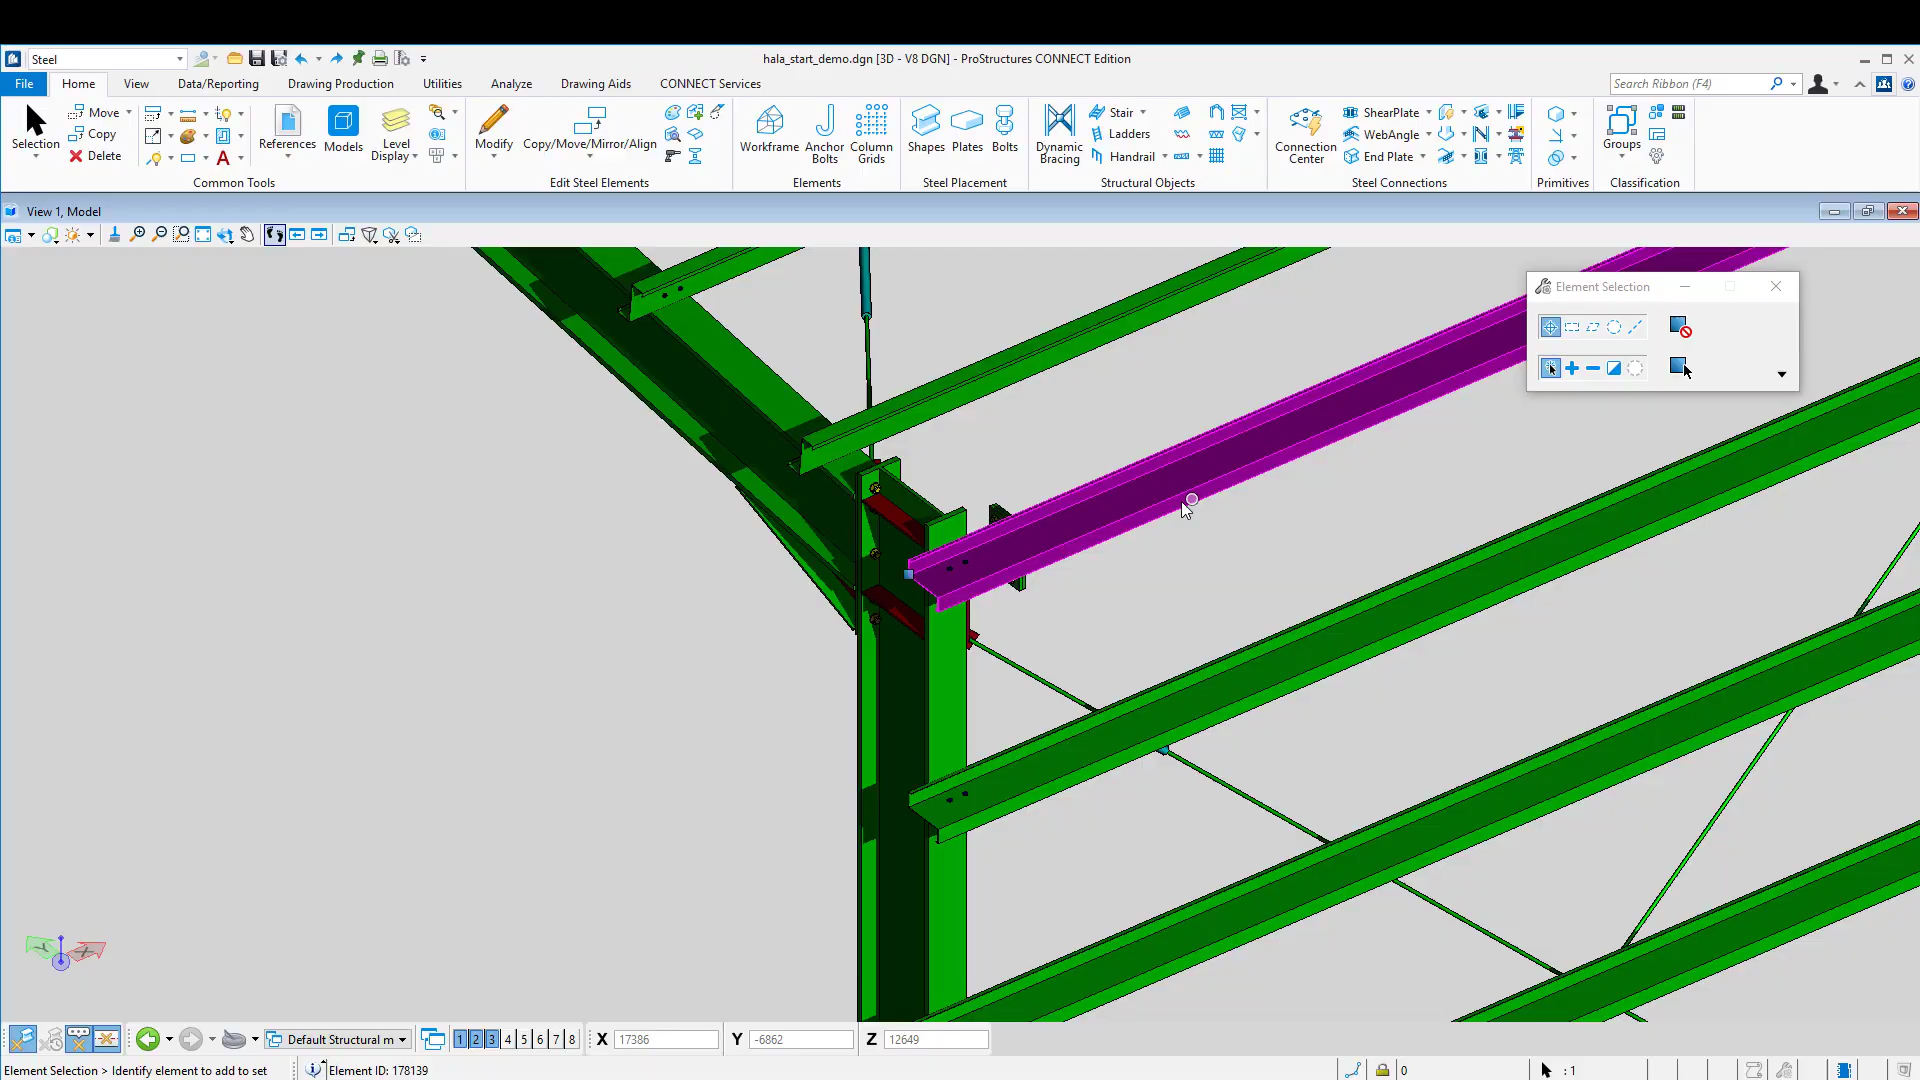 Steel
hala_start_demo.dgn [3D - V8 DGN] - ProStructures CONNECT Edition
File Home View Data/Reporting Drawing Production Utilities Analyze Drawing Aids CONNECT Services
Search Ribbon (F4)
Selection
Move
Copy
Delete
A
References
Models
Level Display
Common Tools
Modify
Copy/Move/Mirror/Align
Edit Steel Elements
Workframe
Anchor Bolts
Column Grids
Elements
Shapes
Plates
Bolts
Steel Placement
Dynamic Bracing
Stair
Ladders
Handrail
Structural Objects
Connection Center
ShearPlate
WebAngle
End Plate
Steel Connections
Primitives
Groups
Classification
View 1, Model
Element Selection
Default Structural m
1 2 3 4 5 6 7 8
X 17386
Y -6862
Z 12649
Element Selection > Identify element to add to set
Element ID: 178139
0
: 1